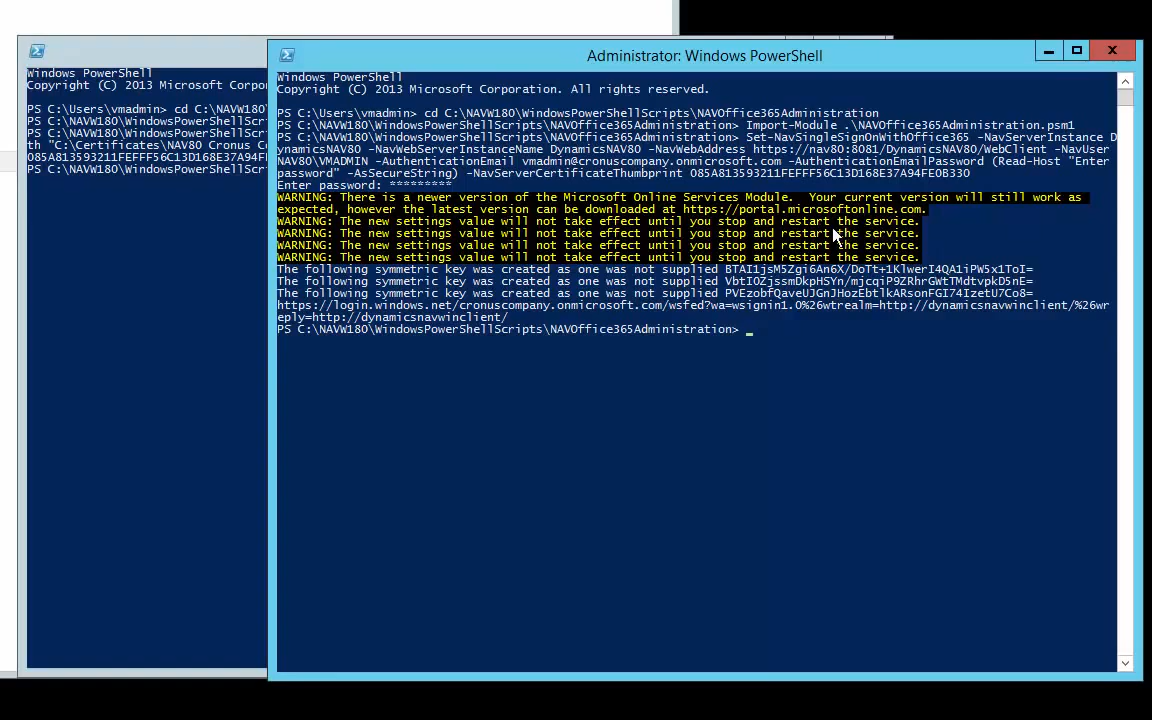 Windows PowerShell
Copyright (C) 2013 Microsoft Corpor
PS C:\Users\vmadmin> cd C:\NAVW180\
PS C:\NAVW180\WindowsPowerShellScri
PS C:\NAVW180\WindowsPowerShellScri
th "C:\Certificates\NAV80 Cronus Co
085A813593211FEFFF56C13D168E37A94F
PS C:\NAVW180\WindowsPowerShellScri
Administrator: Windows PowerShell
Windows PowerShell
Copyright (C) 2013 Microsoft Corporation. All rights reserved.
PS C:\Users\vmadmin> cd C:\NAVW180\WindowsPowerShellScripts\NAVOffice365Administration
PS C:\NAVW180\WindowsPowerShellScripts\NAVOffice365Administration> Import-Module .\NAVOffice365Administration.psm1
PS C:\NAVW180\WindowsPowerShellScripts\NAVOffice365Administration> Set-NavSingleSignOnWithOffice365 -NavServerInstance D
ynamicsNAV80 -NavWebServerInstanceName DynamicsNAV80 -NavWebAddress https://nav80:8081/DynamicsNAV80/WebClient -NavUser
NAV80\VMADMIN -AuthenticationEmail vmadmin@cronuscompany.onmicrosoft.com -AuthenticationEmailPassword (Read-Host "Enter
password" -AsSecureString) -NavServerCertificateThumbprint 085A813593211FEFFF56C13D168E37A94FE0B330
Enter password: *********
WARNING: There is a newer version of the Microsoft Online Services Module.  Your current version will still work as
expected, however the latest version can be downloaded at https://portal.microsoftonline.com.
WARNING: The new settings value will not take effect until you stop and restart the service.
WARNING: The new settings value will not take effect until you stop and restart the service.
WARNING: The new settings value will not take effect until you stop and restart the service.
WARNING: The new settings value will not take effect until you stop and restart the service.
The following symmetric key was created as one was not supplied BTAI1jsM5Zgi6An6X/DoTt+1KlwerI4QA1iPW5x1ToI=
The following symmetric key was created as one was not supplied VbtIOZjssmDkpHSYn/mjcqiP9ZRhrGWtTMdtvpkD5nE=
The following symmetric key was created as one was not supplied PVEzobfQaveUJGnJHozEbtlkARsonFGI74IzetU7Co8=
https://login.windows.net/cronuscompany.onmicrosoft.com/wsfed?wa=wsignin1.0%26wtrealm=http://dynamicsnavwinclient/%26wr
eply=http://dynamicsnavwinclient/
PS C:\NAVW180\WindowsPowerShellScripts\NAVOffice365Administration> _